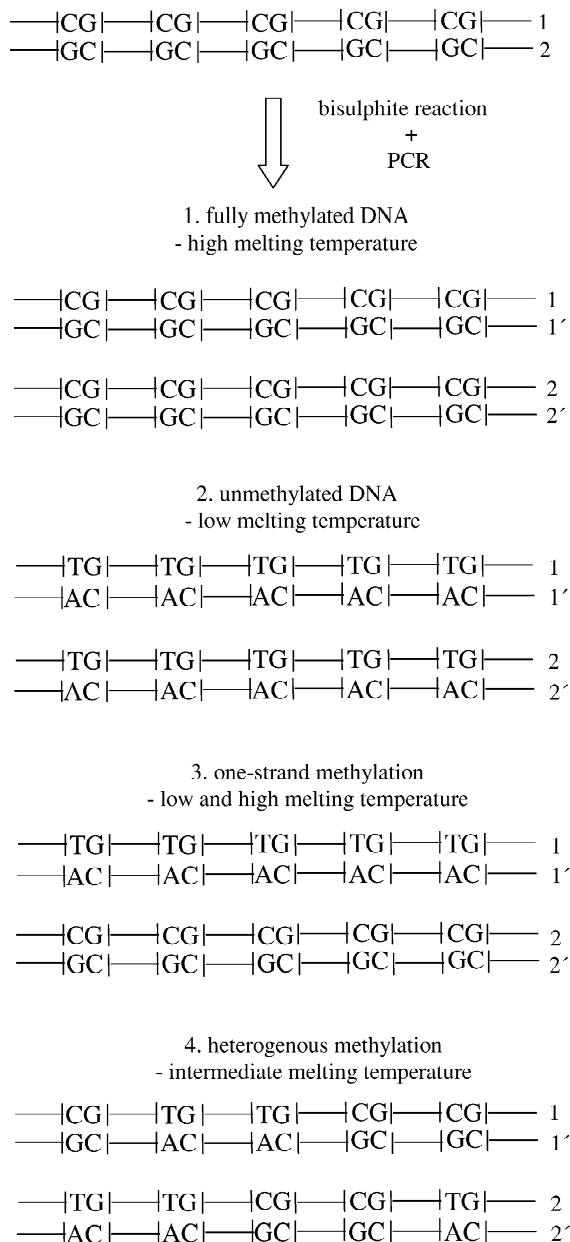 CG CG CG CG CG 1
GC GC GC GC GC 2
bisulphite reaction
+
PCR
1. fully methylated DNA
- high melting temperature
CG CG CG CG CG 1
GC GC GC GC GC 1´
CG CG CG CG CG 2
GC GC GC GC GC 2´
2. unmethylated DNA
- low melting temperature
TG TG TG TG TG 1
AC AC AC AC AC 1´
TG TG TG TG TG 2
AC AC AC AC AC 2´
3. one-strand methylation
- low and high melting temperature
TG TG TG TG TG 1
AC AC AC AC AC 1´
CG CG CG CG CG 2
GC GC GC GC GC 2´
4. heterogenous methylation
- intermediate melting temperature
CG TG TG CG CG 1
GC AC AC GC GC 1´
TG TG CG CG TG 2
AC AC GC GC AC 2´